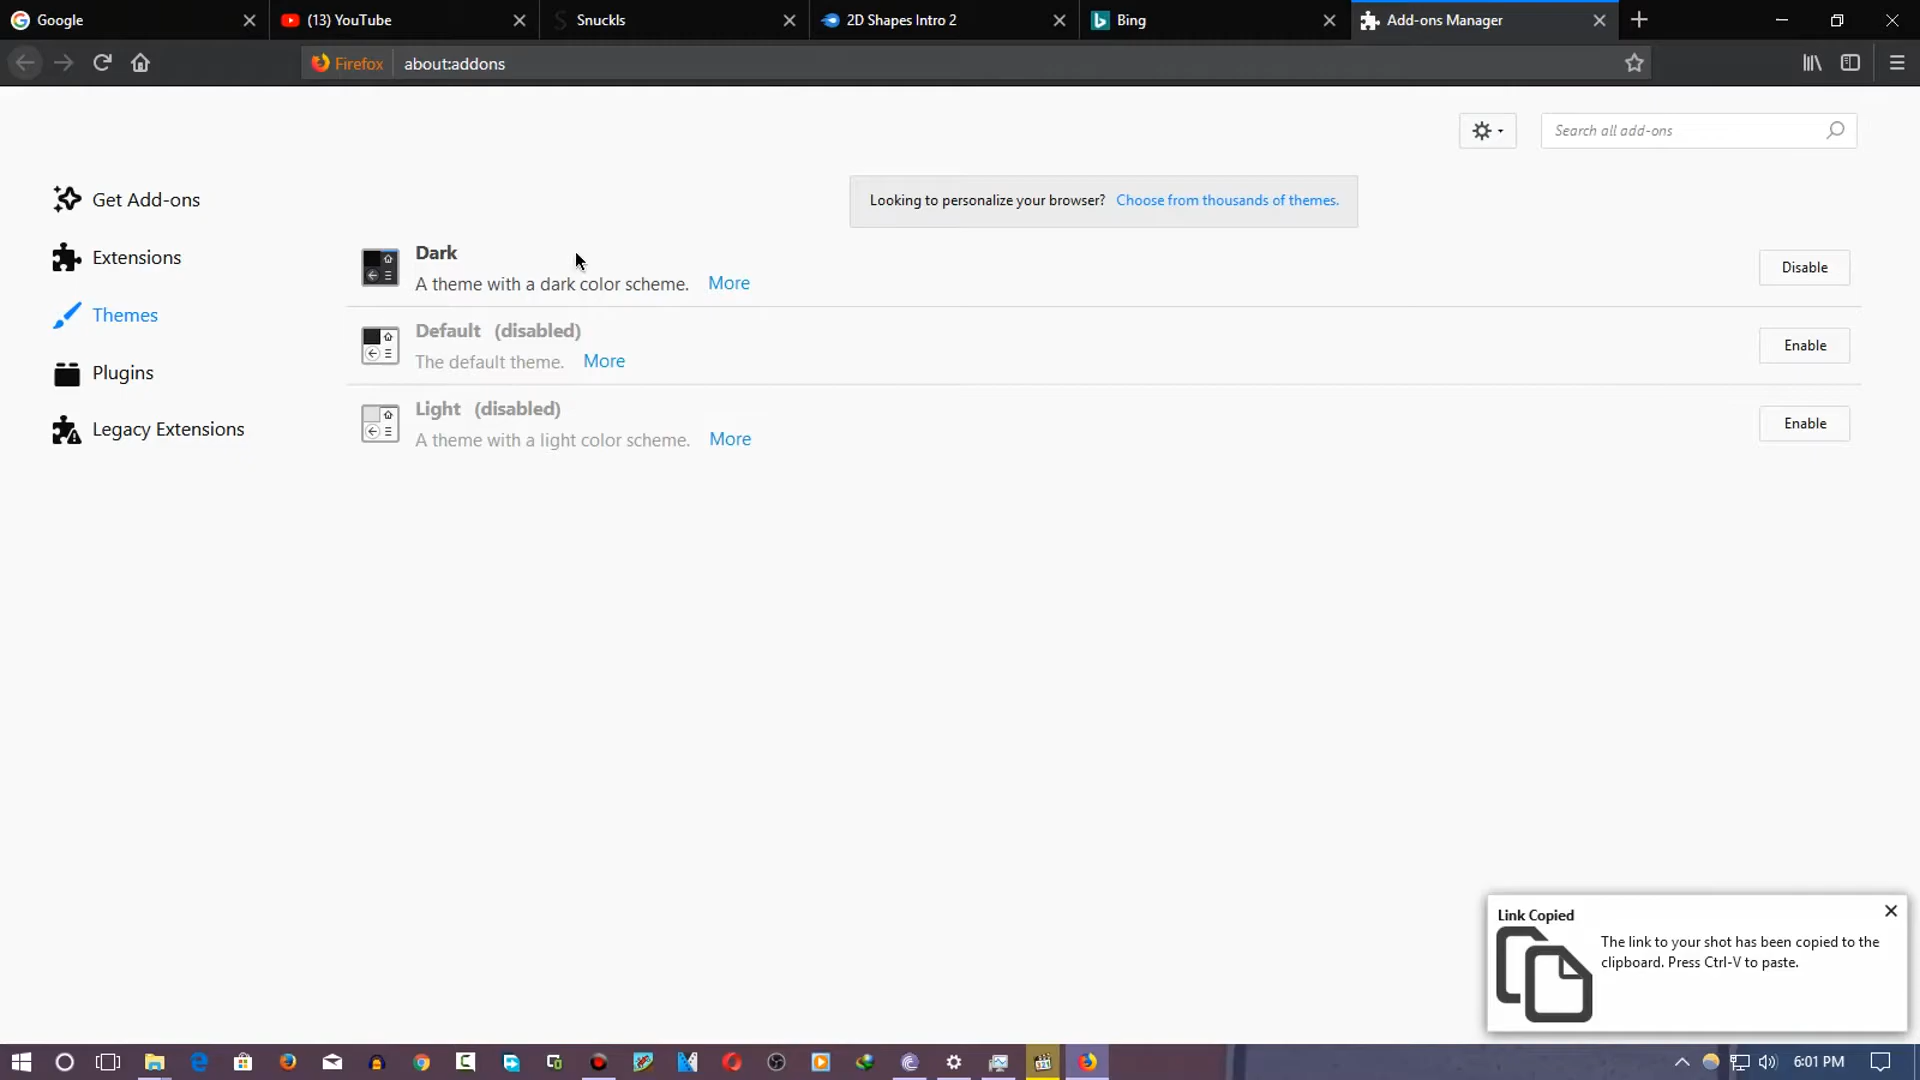 Google
(13) YouTube
Snuckls
2D Shapes Intro 2
Bing
Add-ons Manager
Firefox
about:addons
Search all add-ons
Looking to personalize your browser? Choose from thousands of themes.
Get Add-ons
Extensions
Themes
Plugins
Legacy Extensions
Dark
A theme with a dark color scheme. More
Disable
Default (disabled)
The default theme. More
Enable
Light (disabled)
A theme with a light color scheme. More
Enable
Link Copied
The link to your shot has been copied to the
clipboard. Press Ctrl-V to paste.
6:01 PM